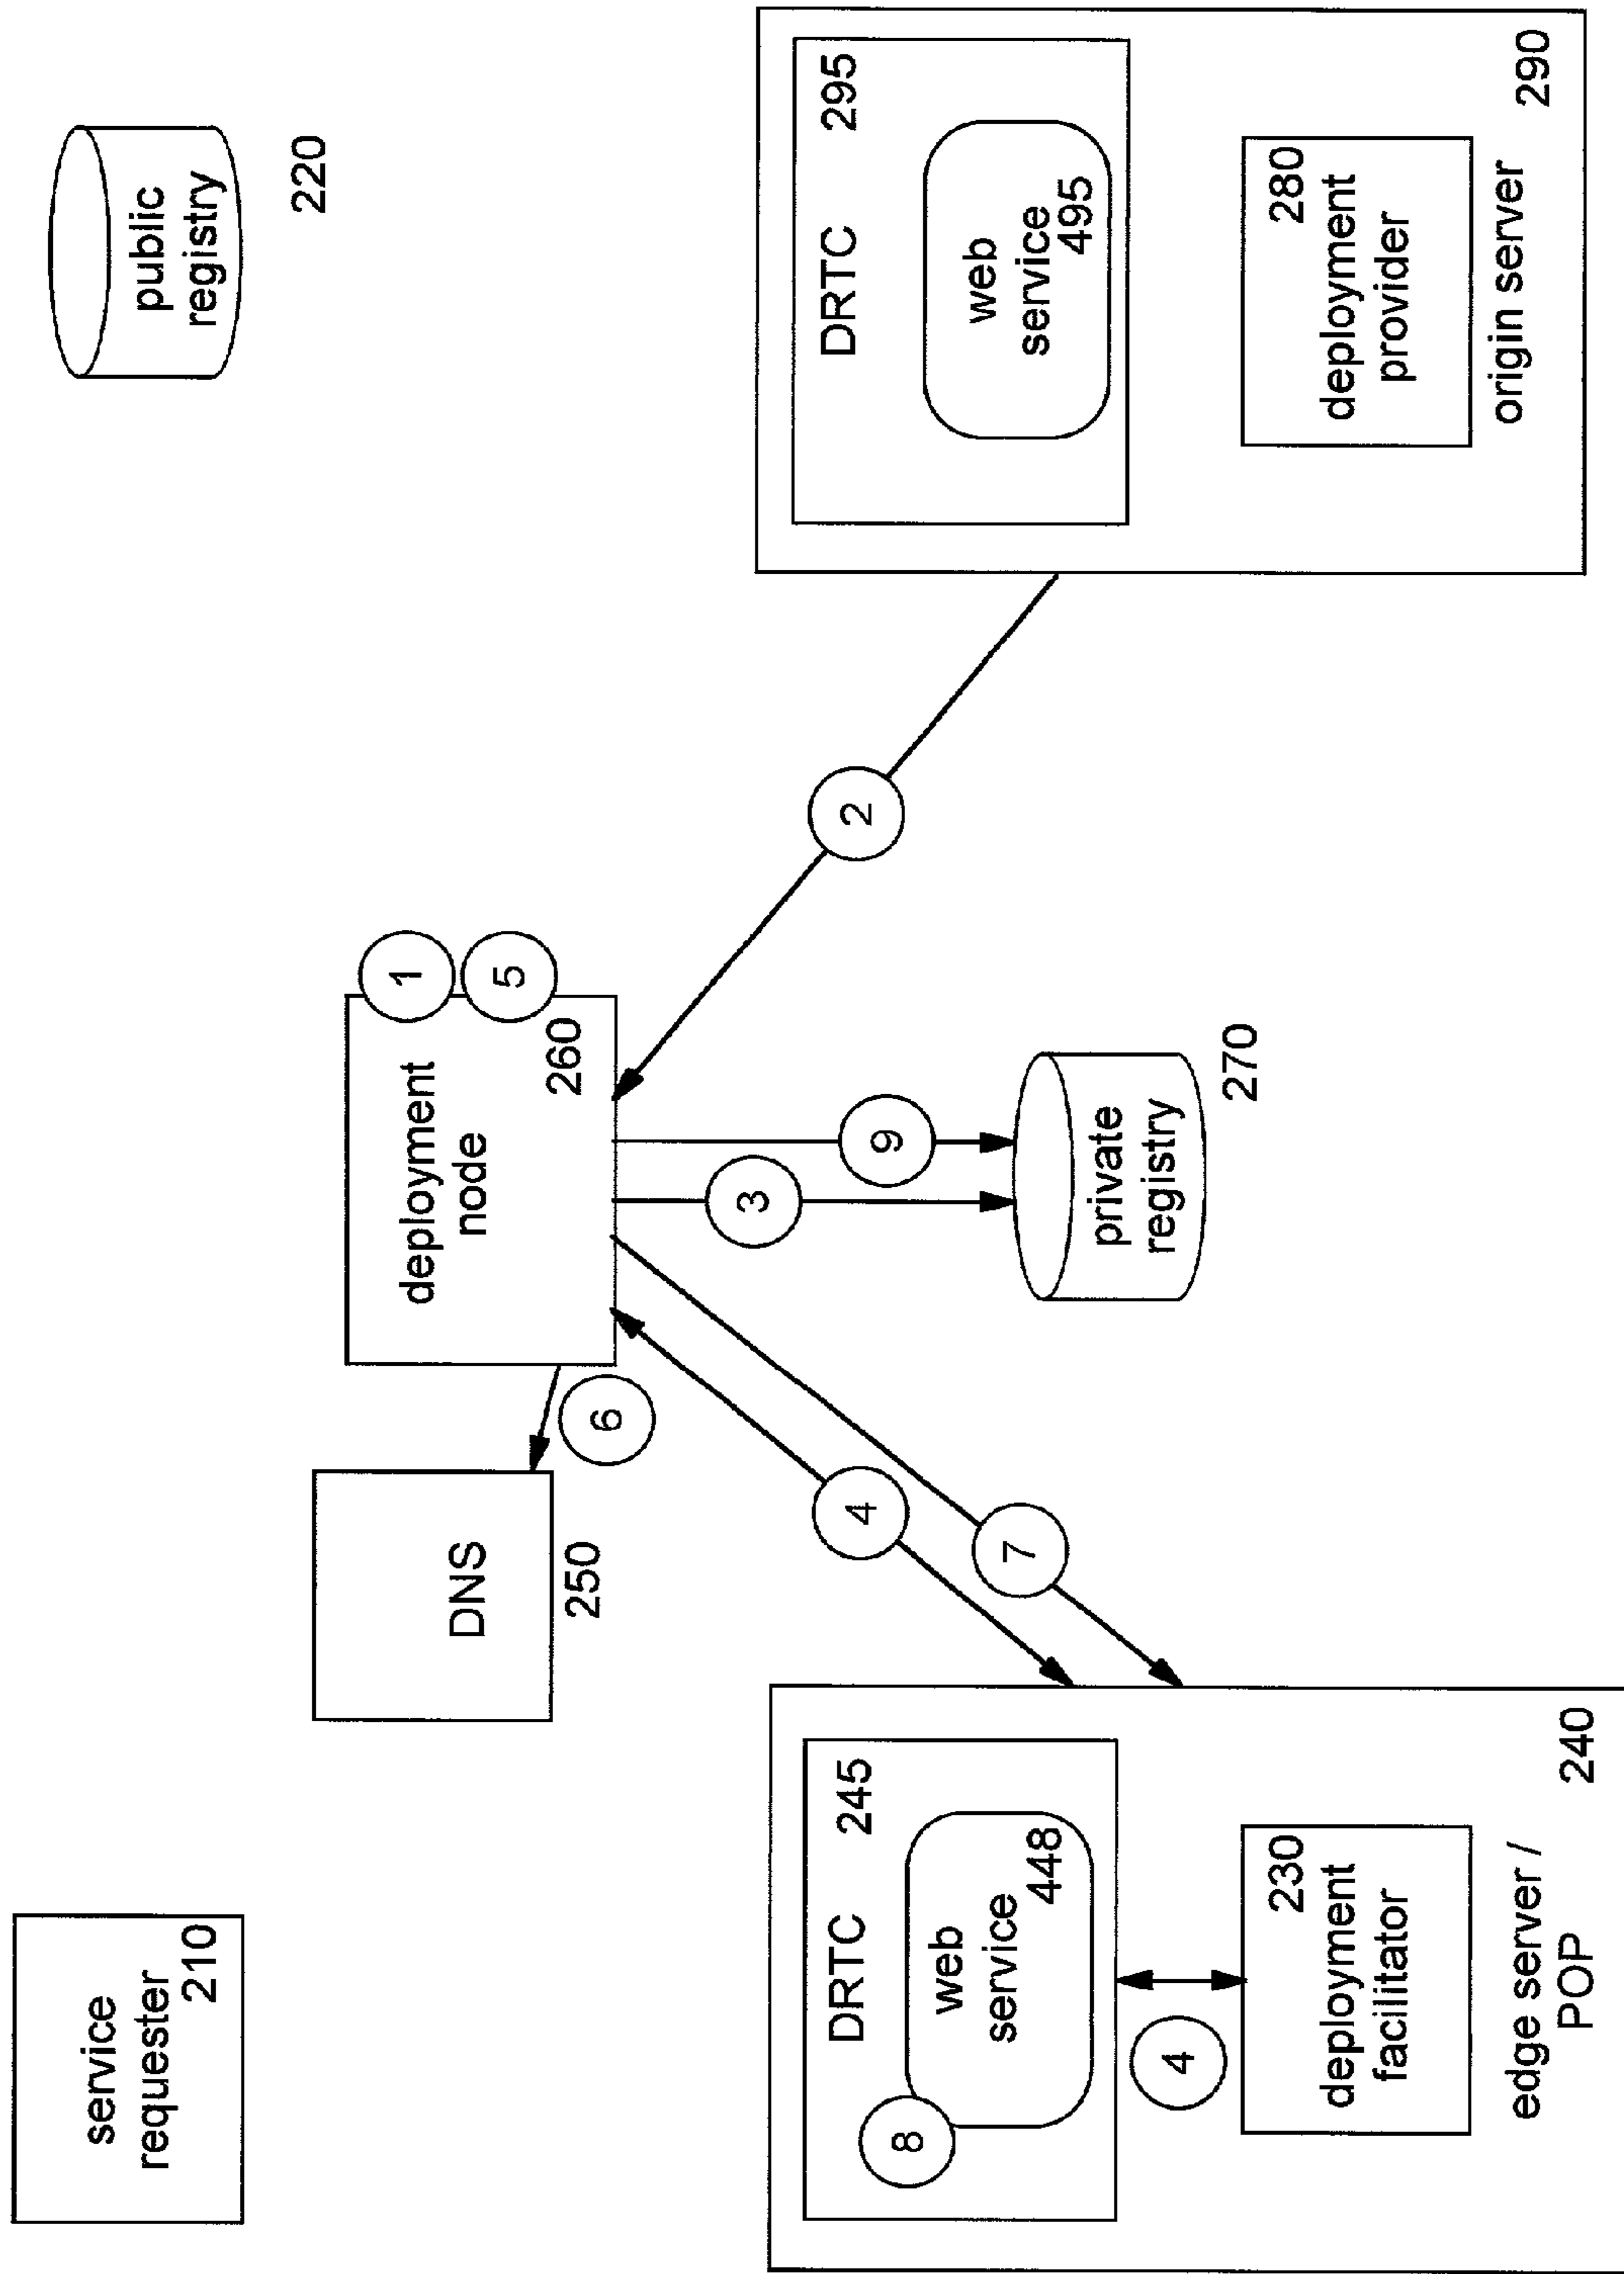 service
requester
210
public
registry
220
DNS
250
deployment
node
260
1
5
6
2
3
9
4
7
DRTC 245
web
service
448
8
4
230
deployment
facilitator
edge server /
POP
240
private
registry
270
DRTC 295
web
service
495
280
deployment
provider
origin server
290